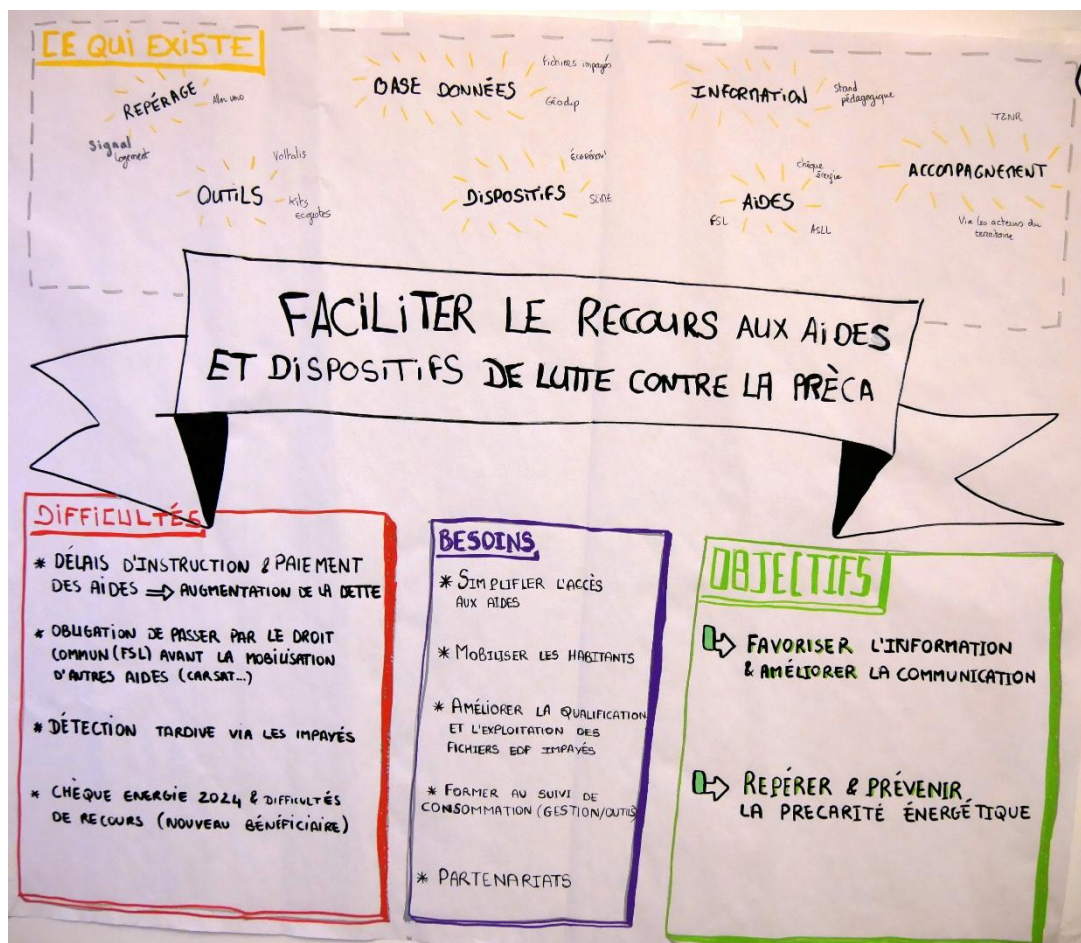 CE QUI EXISTE
REPÉRAGE
Signal
Logement
BASE DONNÉES
Fichiers impayés
Géodip
INFORMATION
Stand
pédagogique
TZNR
ACCOMPAGNEMENT
Via les acteurs du
territoire
Voltalis
OUTILS
kits
écogestes
DISPOSITIFS
SLIME
chèque
énergie
AIDES
FSL
ASLL
FACILITER LE RECOURS AUX AIDES
ET DISPOSITIFS DE LUTTE CONTRE LA PRÈCA
DIFFICULTÉS
* DÉLAIS D'INSTRUCTION & PAIEMENT
DES AIDES => AUGMENTATION DE LA DETTE
* OBLIGATION DE PASSER PAR LE DROIT
COMMUN (FSL) AVANT LA MOBILISATION
D'AUTRES AIDES (CARSAT...)
* DÉTECTION TARDIVE VIA LES IMPAYÉS
* CHÈQUE ENERGIE 2024 & DIFFICULTÉS
DE RECOURS (NOUVEAU BÉNÉFICIAIRE)
BESOINS
* SIMPLIFIER L'ACCÈS
AUX AIDES
* MOBILISER LES HABITANTS
* AMÉLIORER LA QUALIFICATION
ET L'EXPLOITATION DES
FICHIERS EDF IMPAYÉS
* FORMER AU SUIVI DE
CONSOMMATION (GESTION/OUTILS)
* PARTENARIATS
OBJECTIFS
FAVORISER L'INFORMATION
& AMÉLIORER LA COMMUNICATION
REPÉRER & PRÉVENIR
LA PRECARITÉ ÉNERGÉTIQUE